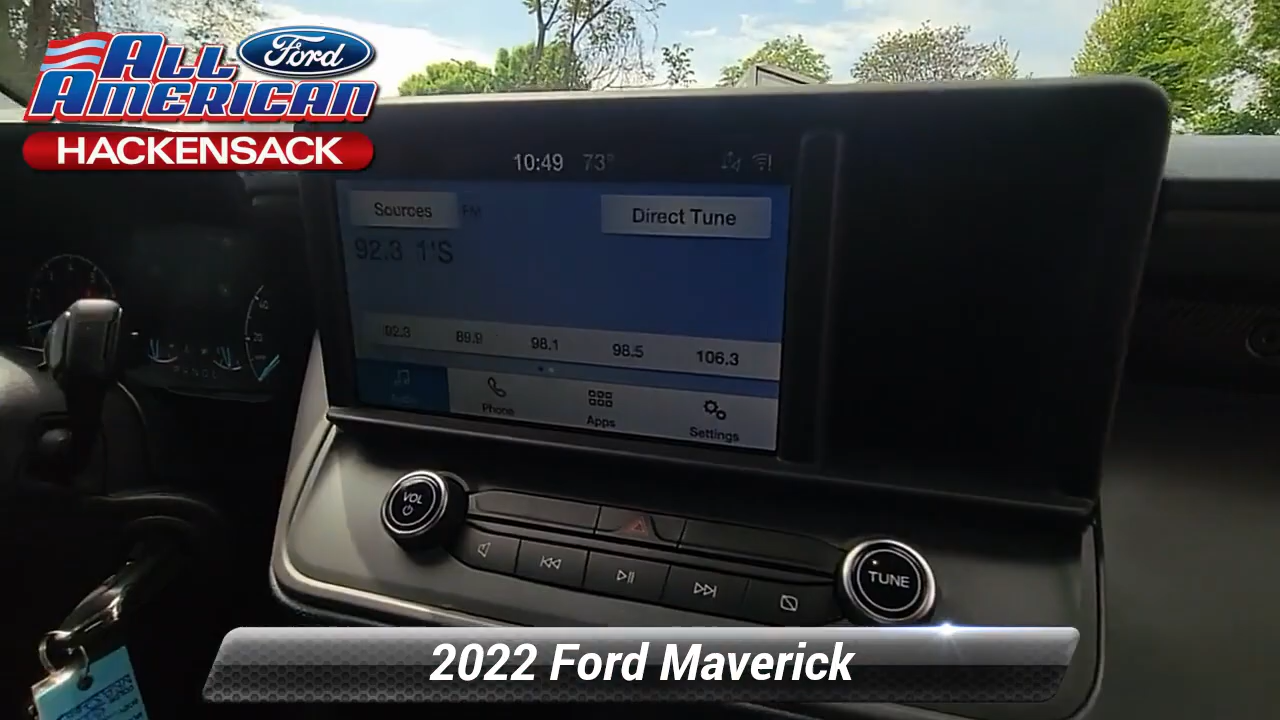 ALL
Ford
AMERICAN
HACKENSACK
10:49 73°
Sources FM Direct Tune
92.3 1'S
92.3 89.9 98.1 98.5 106.3
Phone Apps Settings
VOL
TUNE
2022 Ford Maverick